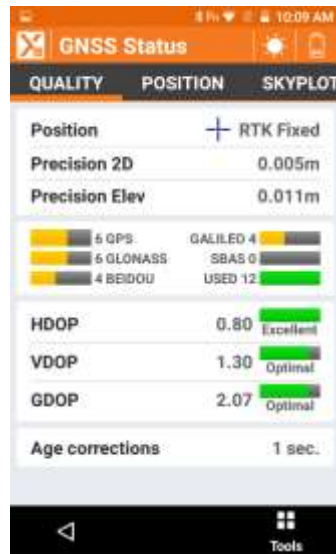 10:09 AM
GNSS Status
QUALITY POSITION SKYPLOT
Position RTK Fixed
Precision 2D 0.005m
Precision Elev 0.011m
6 GPS GALILEO 4
6 GLONASS SBAS 0
4 BEIDOU USED 12
HDOP 0.80 Excellent
VDOP 1.30 Optimal
GDOP 2.07 Optimal
Age corrections 1 sec.
Tools